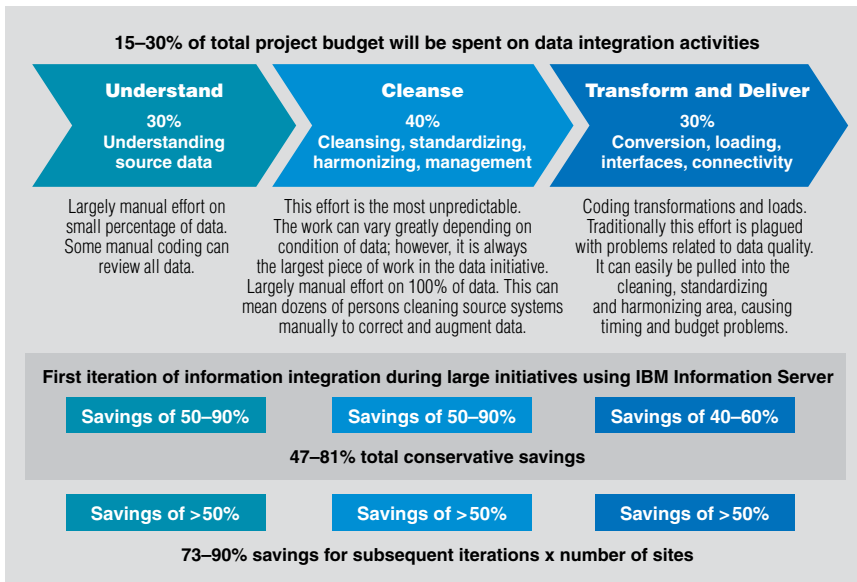 15–30% of total project budget will be spent on data integration activities
Understand
30%
Understanding
source data
Cleanse
40%
Cleansing, standardizing,
harmonizing, management
Transform and Deliver
30%
Conversion, loading,
interfaces, connectivity
Largely manual effort on
small percentage of data.
Some manual coding can
review all data.
This effort is the most unpredictable.
The work can vary greatly depending on
condition of data; however, it is always
the largest piece of work in the data initiative.
Largely manual effort on 100% of data. This can
mean dozens of persons cleaning source systems
manually to correct and augment data.
Coding transformations and loads.
Traditionally this effort is plagued
with problems related to data quality.
It can easily be pulled into the
cleaning, standardizing
and harmonizing area, causing
timing and budget problems.
First iteration of information integration during large initiatives using IBM Information Server
Savings of 50–90%
Savings of 50–90%
Savings of 40–60%
47–81% total conservative savings
Savings of >50%
Savings of >50%
Savings of >50%
73–90% savings for subsequent iterations x number of sites